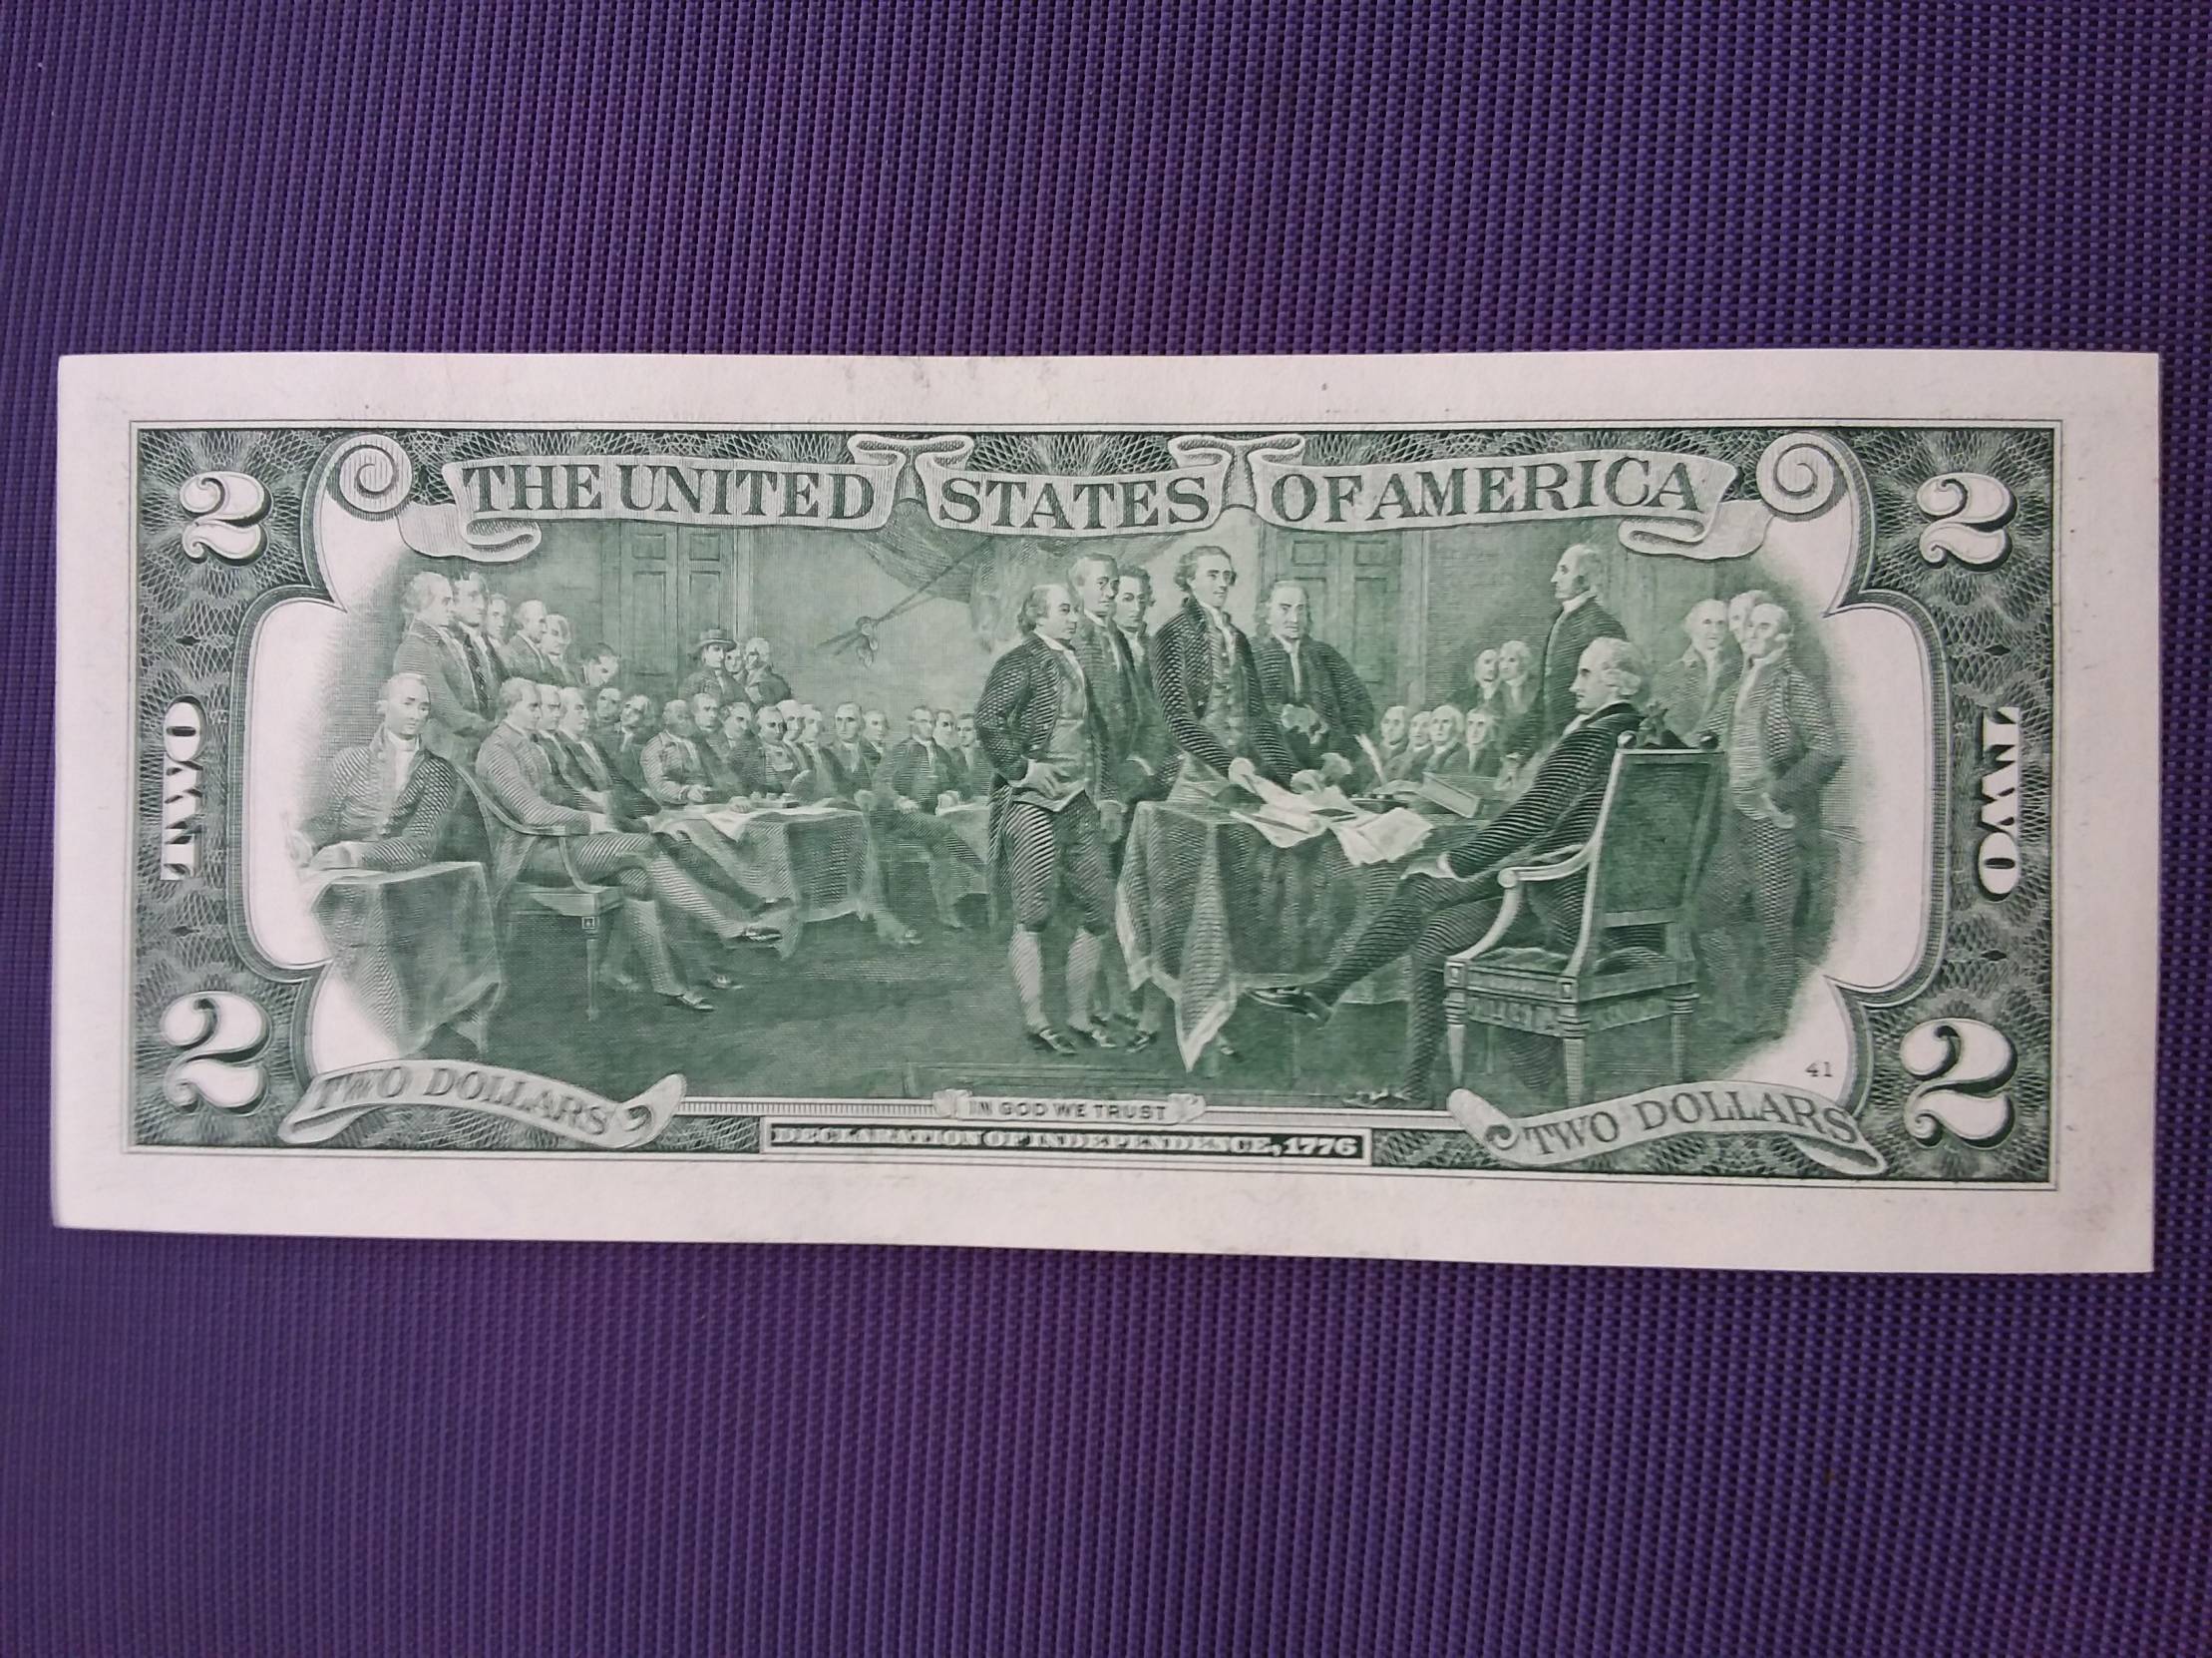 THE UNITED STATES OF AMERICA
2
2
TWO
TWO
2
2
41
TWO DOLLARS
TWO DOLLARS
IN GOD WE TRUST
DECLARATION OF INDEPENDENCE, 1776